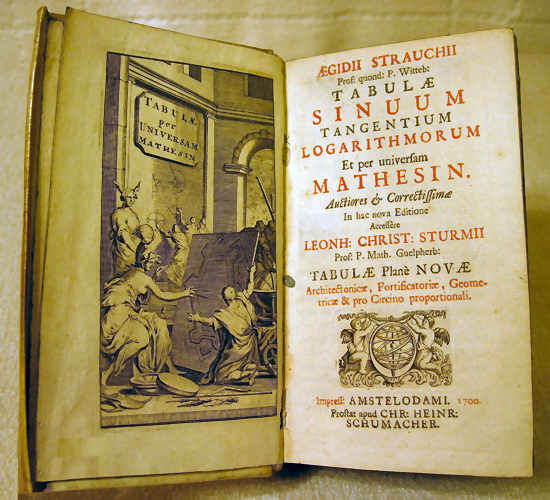 TABULÆ
per
UNIVERSAM
MATHESIN
ÆGIDII STRAUCHII
Prof: quond: P. Witteb:
TABULÆ
SINUUM
TANGENTIUM
LOGARITHMORUM
Et per universam
MATHESIN.
Auctiores & Correctissimæ
In hac nova Editione
Accessère
LEONH: CHRIST: STURMII
Prof: P. Math. Guelpherb:
TABULÆ Planè NOVÆ
Architectonicæ, Fortificatoriæ, Geome-
tricæ & pro Circino proportionali.
Impress: AMSTELODAMI, 1700.
Prostat apud CHR: HEINR:
SCHUMACHER.